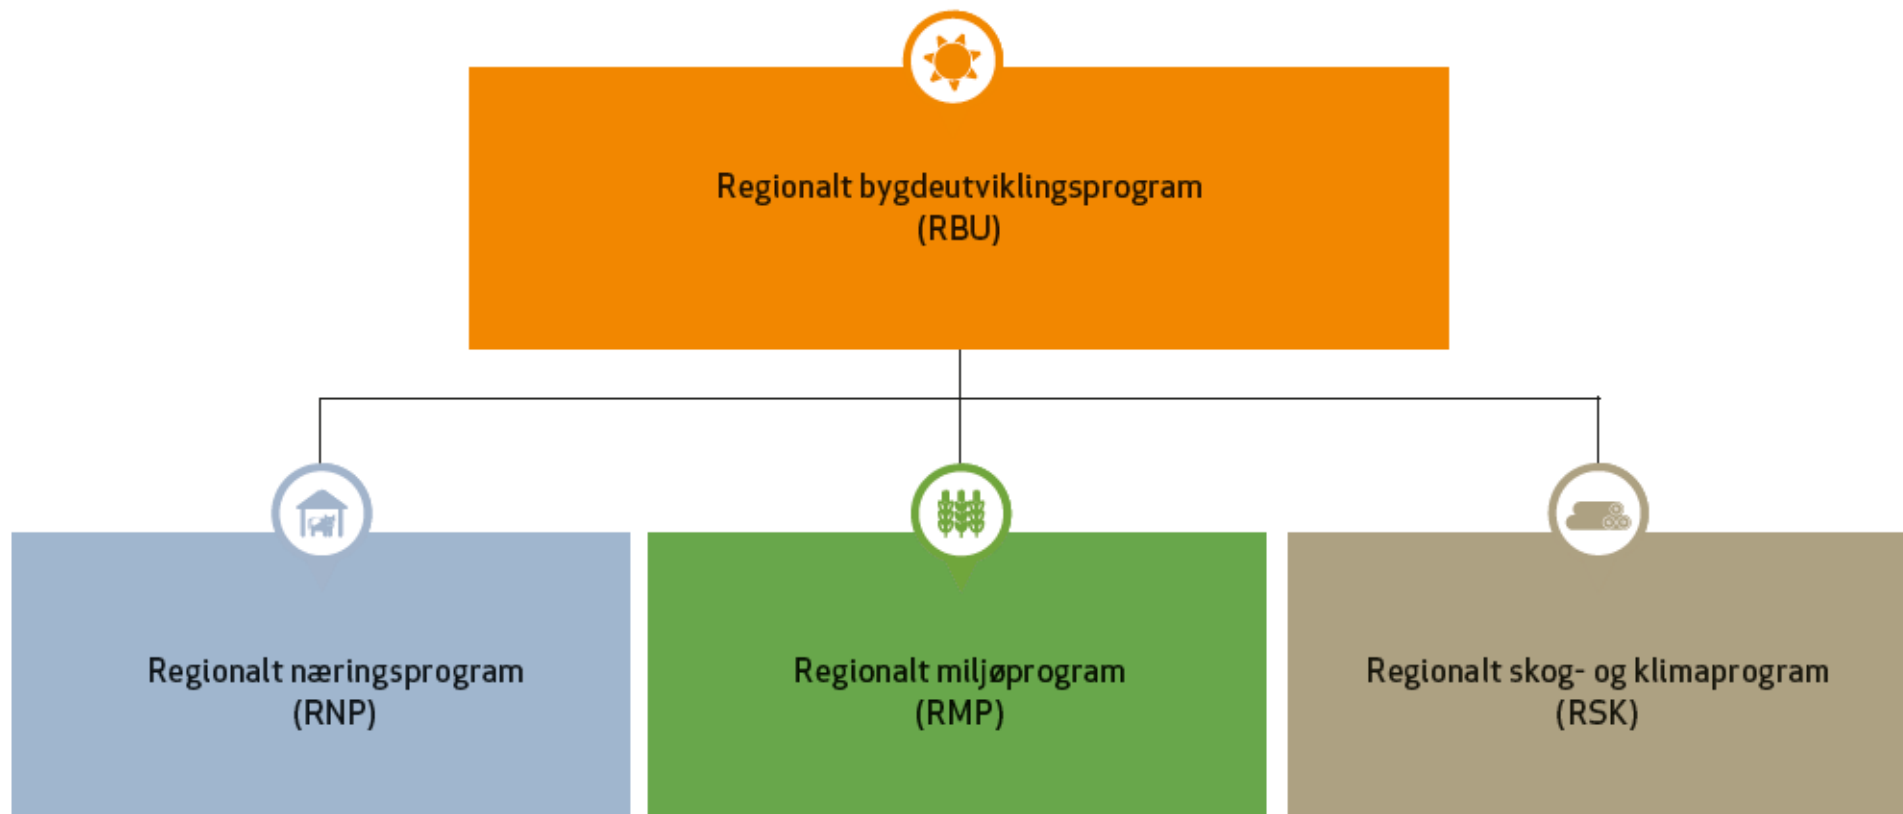 Regionalt bygdeutviklingsprogram
(RBU)
Regionalt næringsprogram
(RNP)
Regionalt miljøprogram
(RMP)
Regionalt skog- og klimaprogram
(RSK)